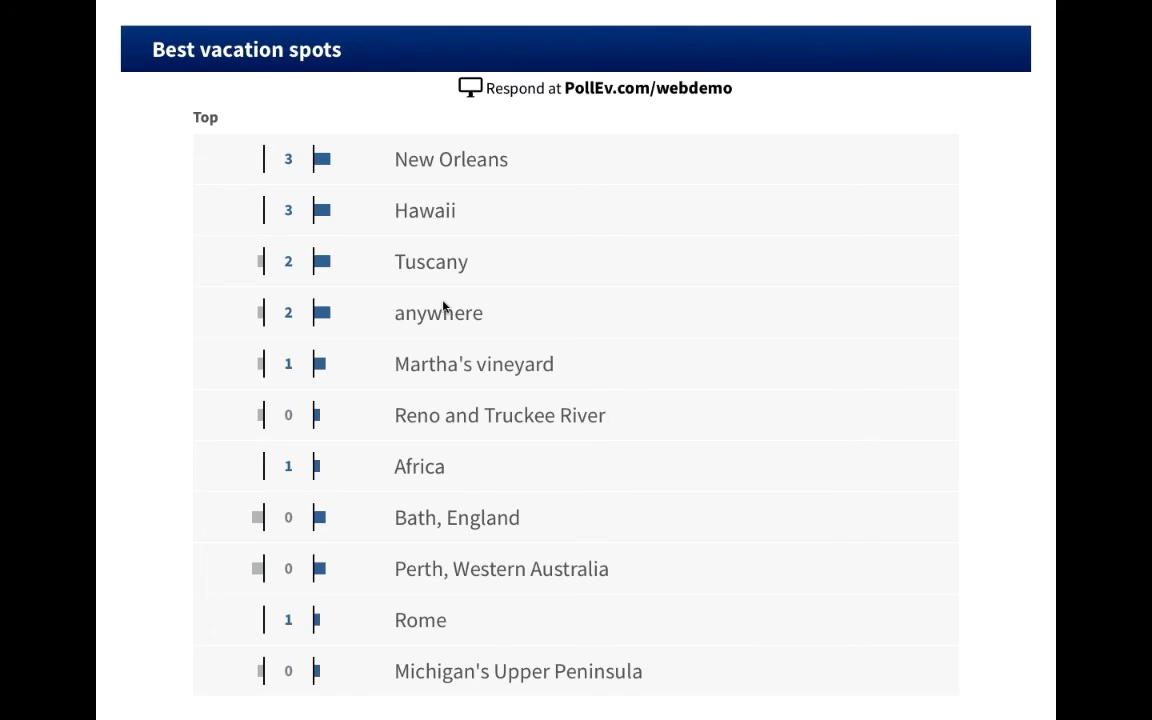 Best vacation spots
Respond at PollEv.com/webdemo
Top
3 New Orleans
3 Hawaii
2 Tuscany
2 anywhere
1 Martha's vineyard
0 Reno and Truckee River
1 Africa
0 Bath, England
0 Perth, Western Australia
1 Rome
0 Michigan's Upper Peninsula